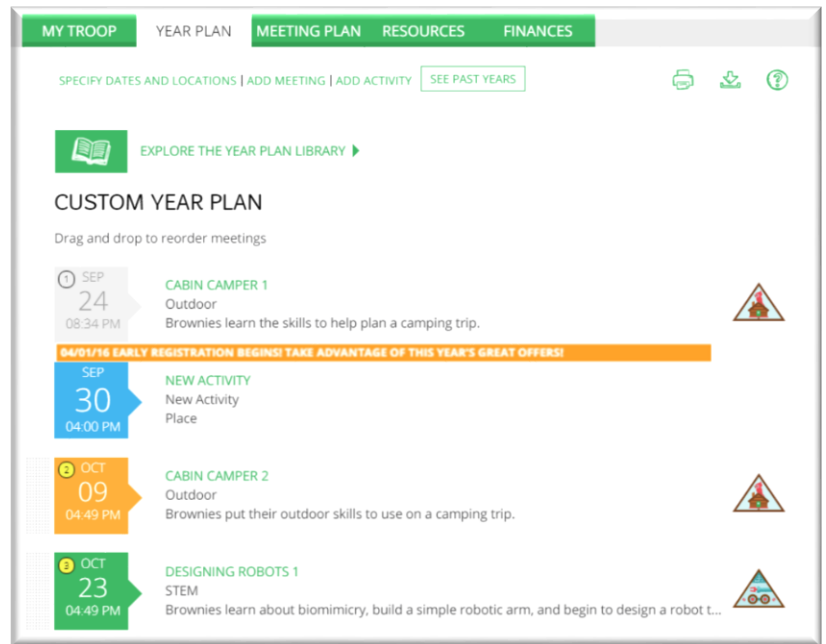 MY TROOP YEAR PLAN MEETING PLAN RESOURCES FINANCES
SPECIFY DATES AND LOCATIONS | ADD MEETING | ADD ACTIVITY SEE PAST YEARS
?
EXPLORE THE YEAR PLAN LIBRARY
CUSTOM YEAR PLAN
Drag and drop to reorder meetings
1 SEP
24
08:34 PM
CABIN CAMPER 1
Outdoor
Brownies learn the skills to help plan a camping trip.
04/01/16 EARLY REGISTRATION BEGINS! TAKE ADVANTAGE OF THIS YEAR'S GREAT OFFERS!
SEP
30
04:00 PM
NEW ACTIVITY
New Activity
Place
2 OCT
09
04:49 PM
CABIN CAMPER 2
Outdoor
Brownies put their outdoor skills to use on a camping trip.
3 OCT
23
04:49 PM
DESIGNING ROBOTS 1
STEM
Brownies learn about biomimicry, build a simple robotic arm, and begin to design a robot t...